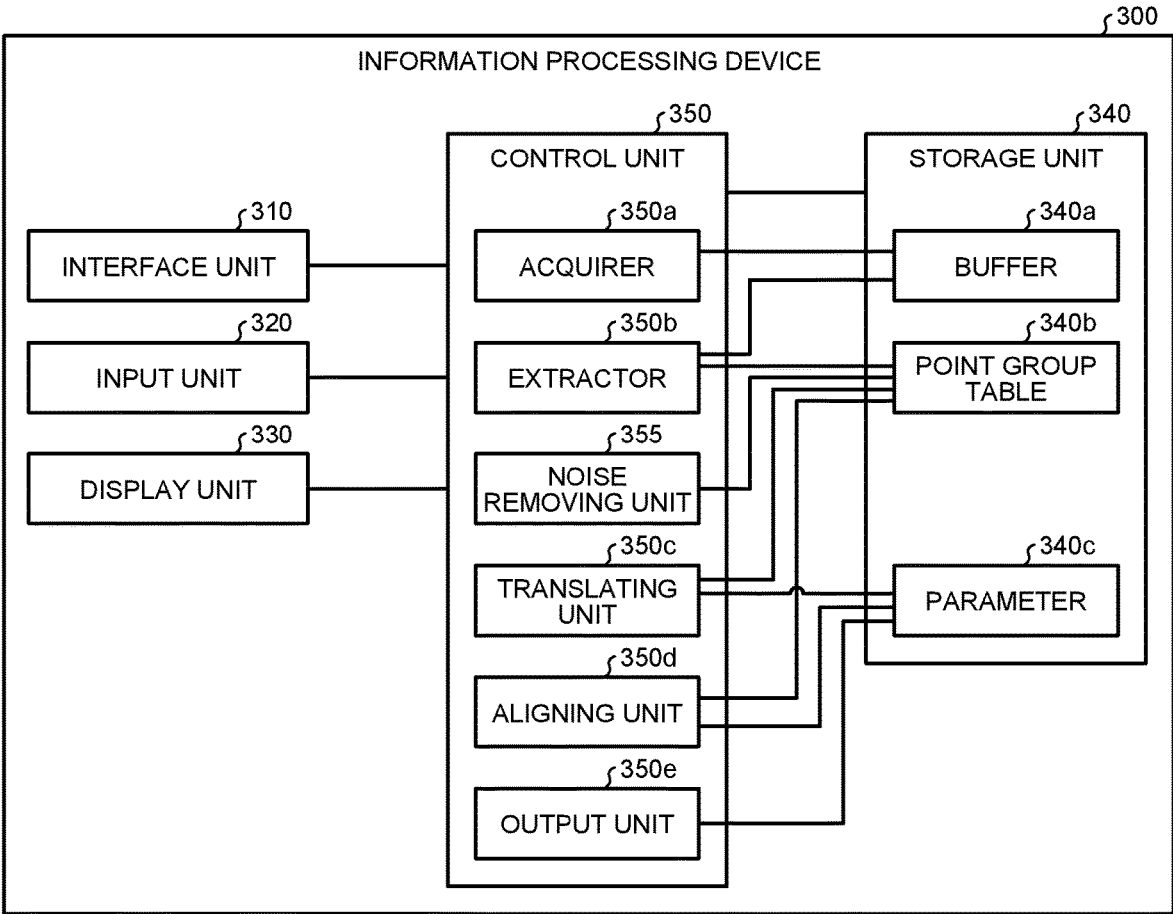 300
INFORMATION PROCESSING DEVICE
310
INTERFACE UNIT
320
INPUT UNIT
330
DISPLAY UNIT
350
CONTROL UNIT
350a
ACQUIRER
350b
EXTRACTOR
355
NOISE
REMOVING UNIT
350c
TRANSLATING
UNIT
350d
ALIGNING UNIT
350e
OUTPUT UNIT
340
STORAGE UNIT
340a
BUFFER
340b
POINT GROUP
TABLE
340c
PARAMETER